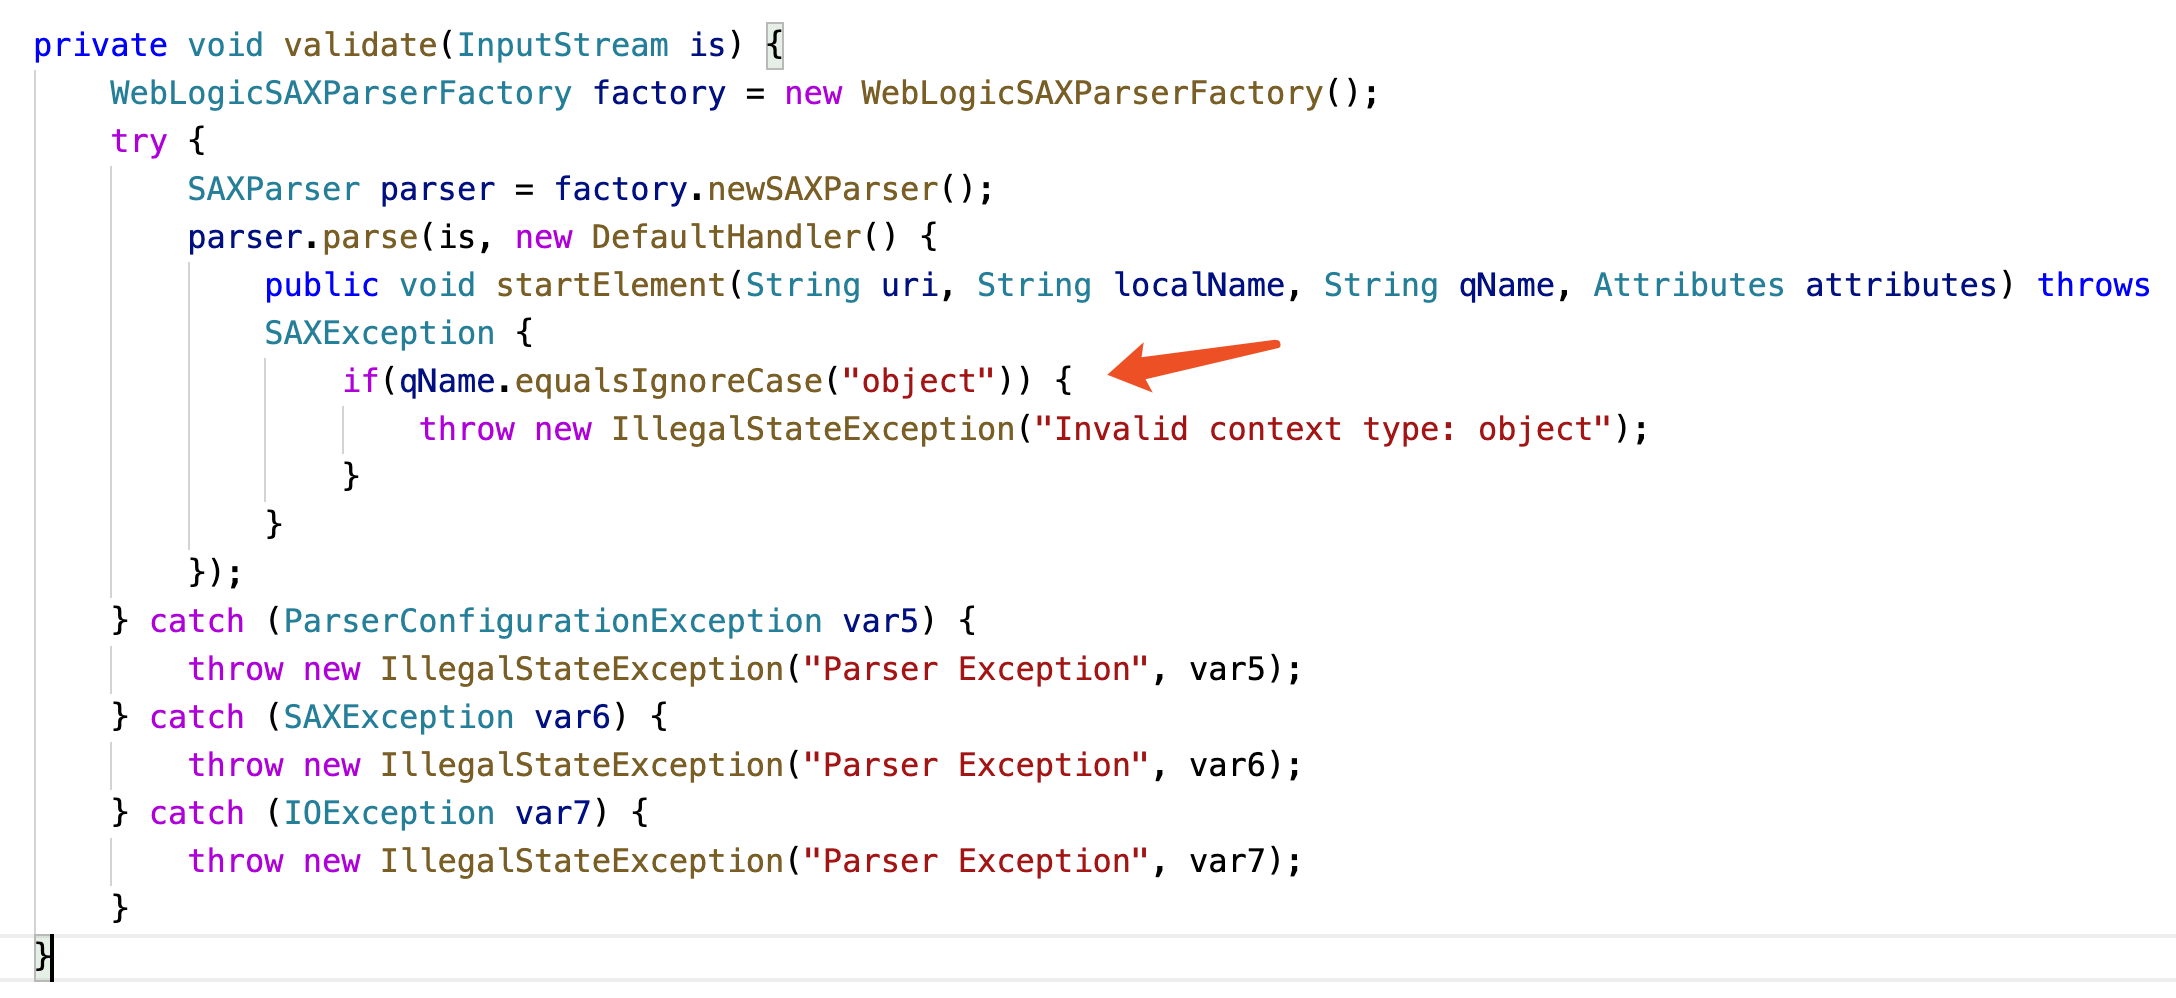 private void validate(InputStream is) {
    WebLogicSAXParserFactory factory = new WebLogicSAXParserFactory();
    try {
        SAXParser parser = factory.newSAXParser();
        parser.parse(is, new DefaultHandler() {
            public void startElement(String uri, String localName, String qName, Attributes attributes) throws
            SAXException {
                if(qName.equalsIgnoreCase("object")) {
                    throw new IllegalStateException("Invalid context type: object");
                }
            }
        });
    } catch (ParserConfigurationException var5) {
        throw new IllegalStateException("Parser Exception", var5);
    } catch (SAXException var6) {
        throw new IllegalStateException("Parser Exception", var6);
    } catch (IOException var7) {
        throw new IllegalStateException("Parser Exception", var7);
    }
}